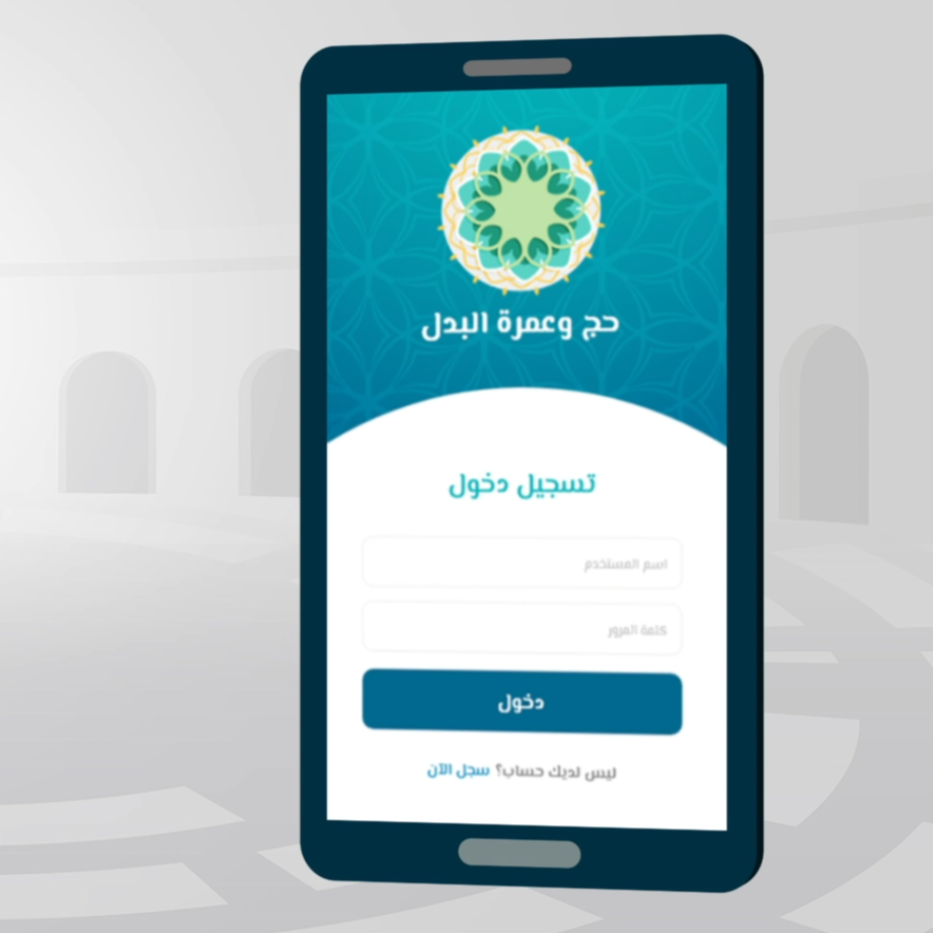 حج وعمرة البدل
تسجيل دخول
اسم المستخدم
كلمة المرور
دخول
ليس لديك حساب؟ سجل الآن